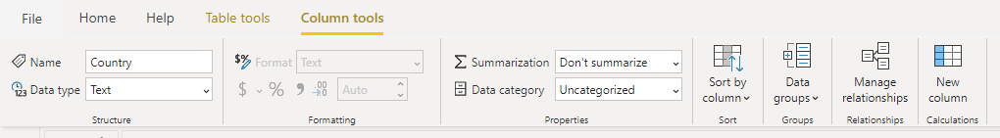 File Home Help Table tools Column tools
Name Country $% Format Text Σ Summarization Don't summarize
Data type Text $ % , .00 Auto Data category Uncategorized
Sort by column Data groups Manage relationships New column
Structure Formatting Properties Sort Groups Relationships Calculations